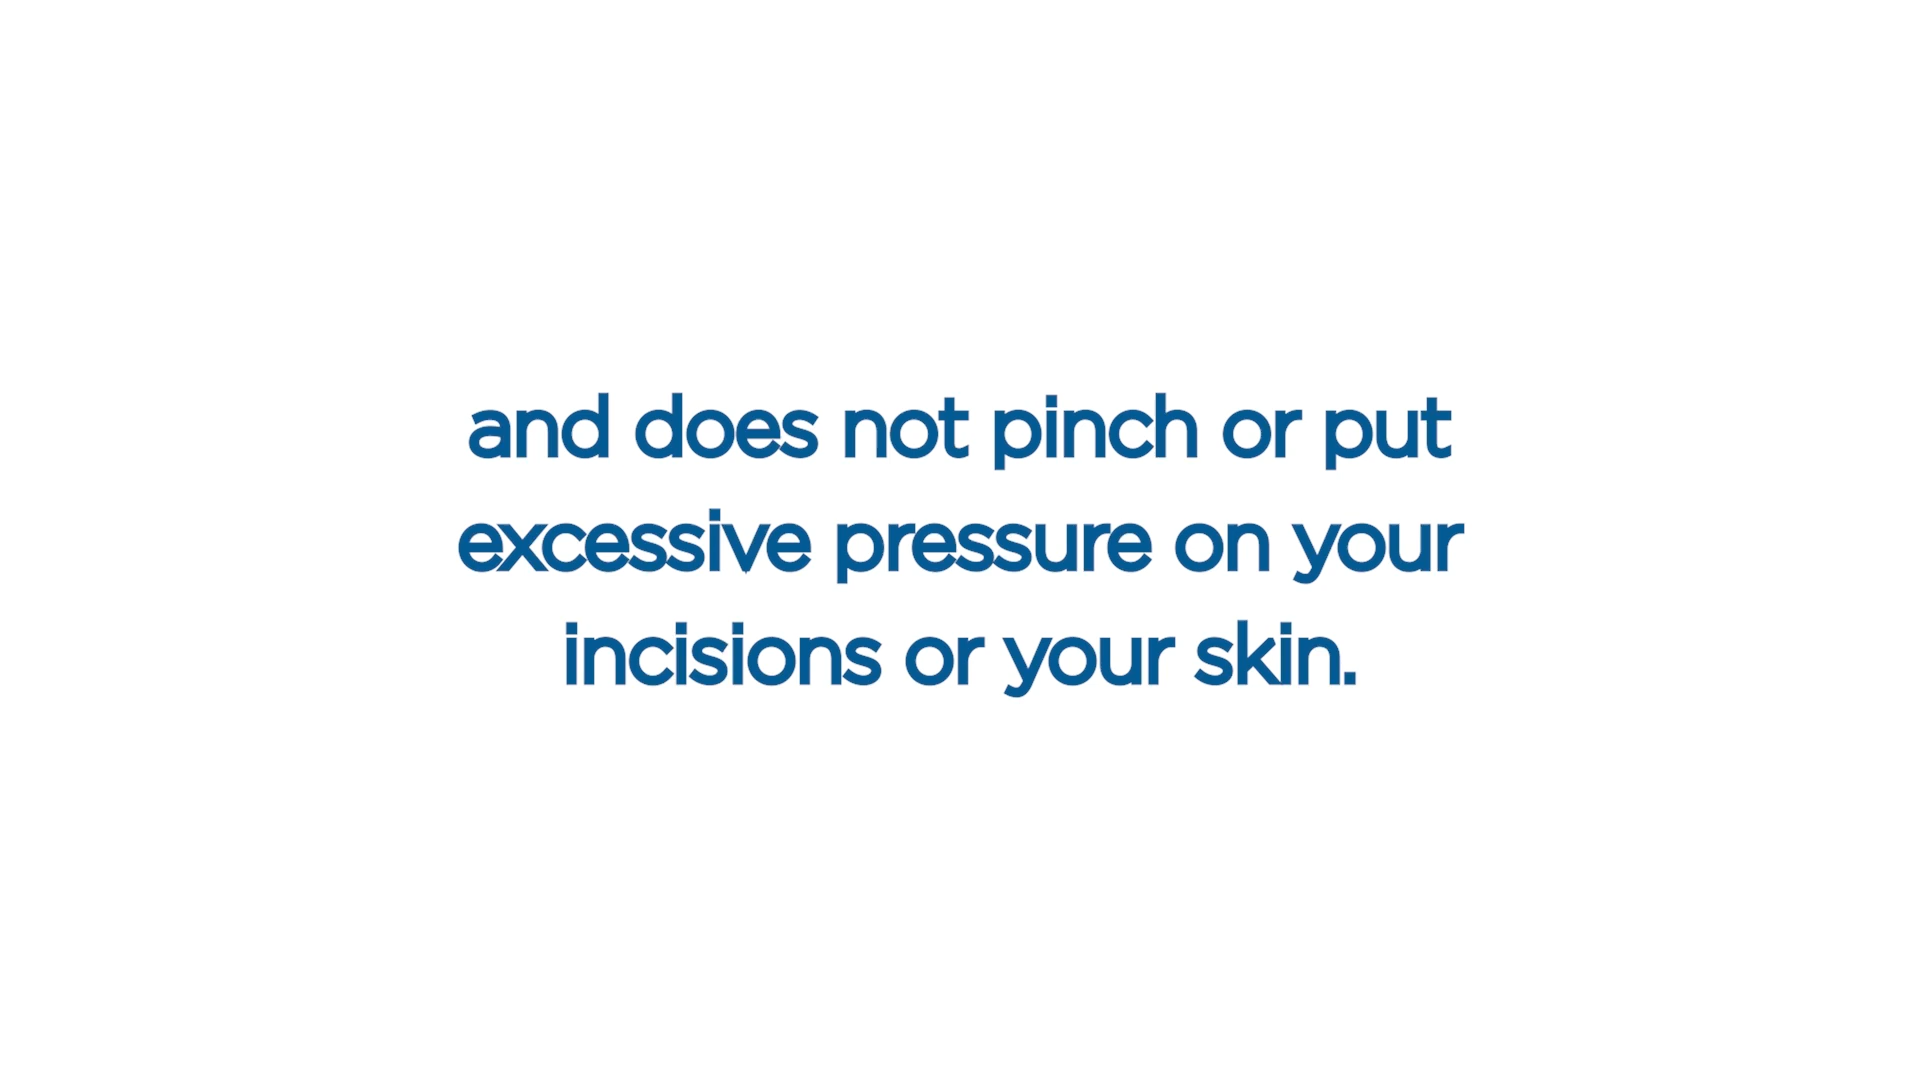 and does not pinch or put
excessive pressure on your
incisions or your skin.